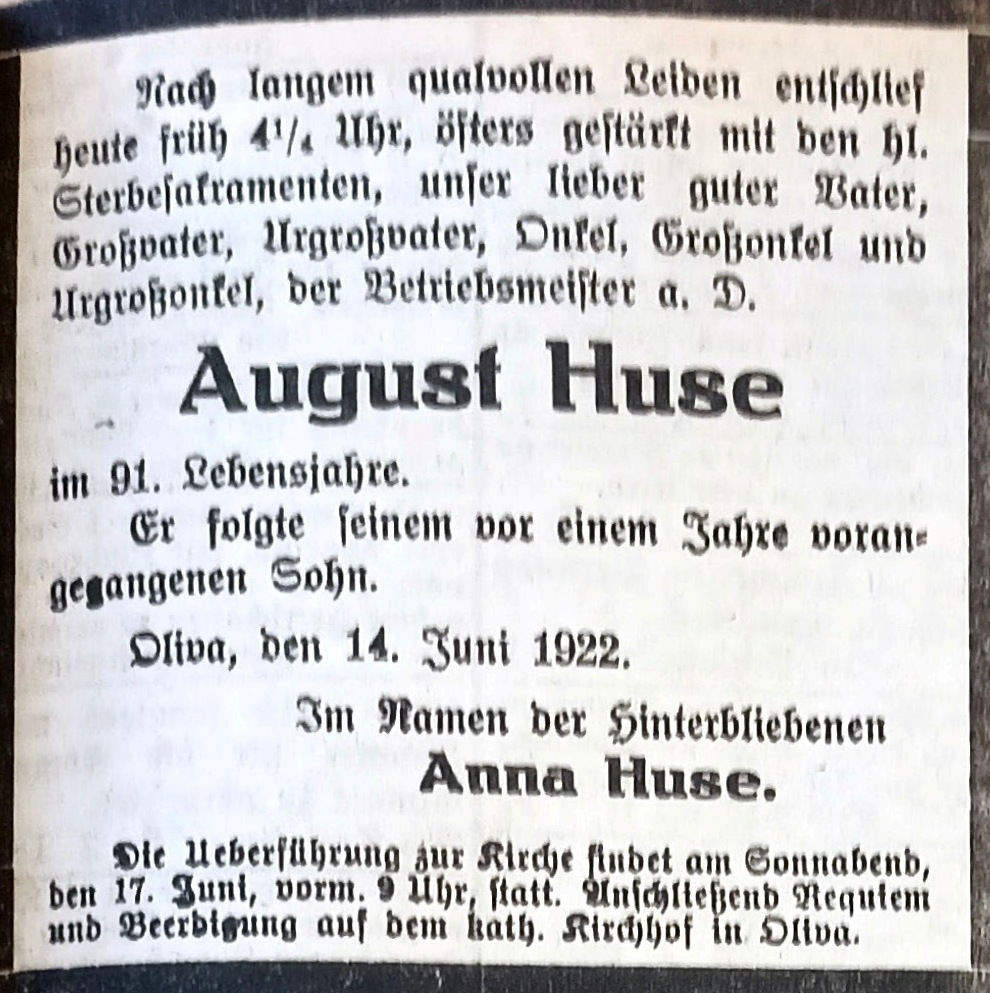 Nach langem qualvollen Leiden entschlief
heute früh 4¼ Uhr, öfters gestärkt mit den hl.
Sterbesakramenten, unser lieber guter Vater,
Großvater, Urgroßvater, Onkel, Großonkel und
Urgroßonkel, der Betriebsmeister a. D.
August Huse
im 91. Lebensjahre.
Er folgte seinem vor einem Jahre voran-
gegangenen Sohn.
Oliva, den 14. Juni 1922.
Im Namen der Hinterbliebenen
Anna Huse.
Die Ueberführung zur Kirche findet am Sonnabend,
den 17. Juni, vorm. 9 Uhr, statt. Anschließend Requiem
und Beerdigung auf dem kath. Kirchhof in Oliva.